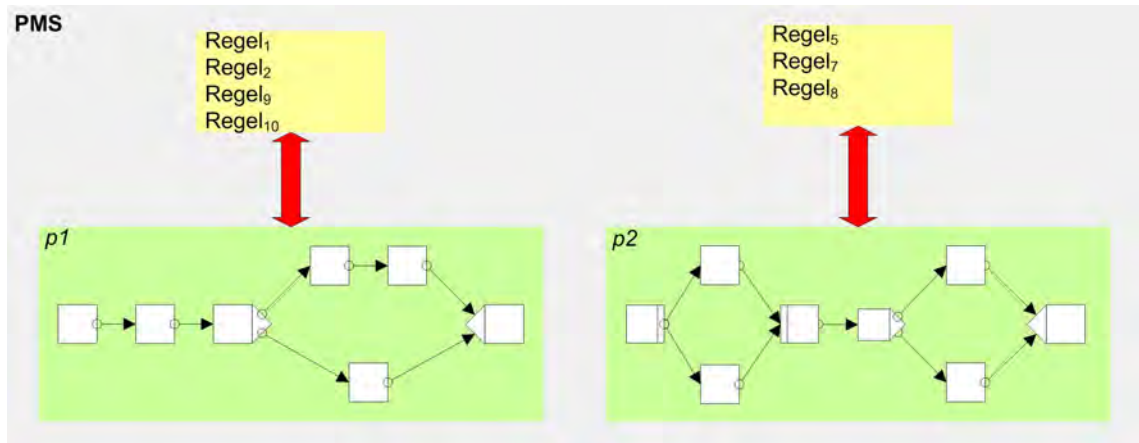 PMS
Regel₁
Regel₂
Regel₉
Regel₁₀
Regel₅
Regel₇
Regel₈
p1
p2